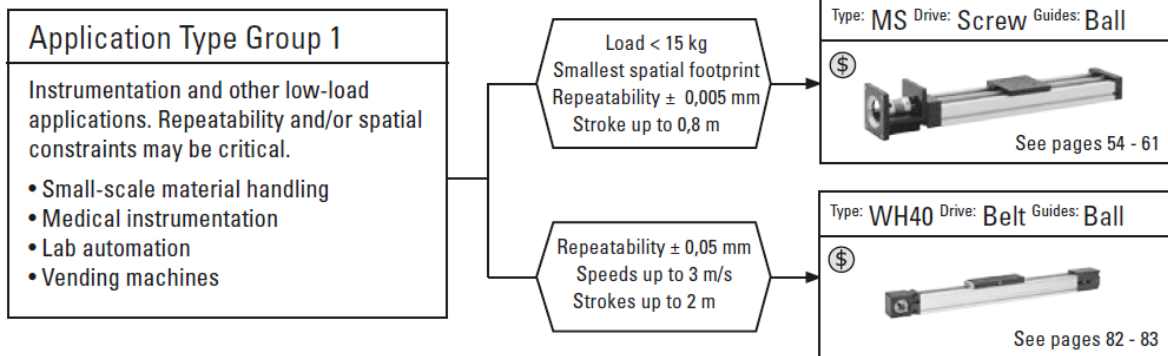 Application Type Group 1
Instrumentation and other low-load
applications. Repeatability and/or spatial
constraints may be critical.
• Small-scale material handling
• Medical instrumentation
• Lab automation
• Vending machines
Load < 15 kg
Smallest spatial footprint
Repeatability ± 0,005 mm
Stroke up to 0,8 m
Type: MS Drive: Screw Guides: Ball
$
See pages 54 - 61
Repeatability ± 0,05 mm
Speeds up to 3 m/s
Strokes up to 2 m
Type: WH40 Drive: Belt Guides: Ball
$
See pages 82 - 83